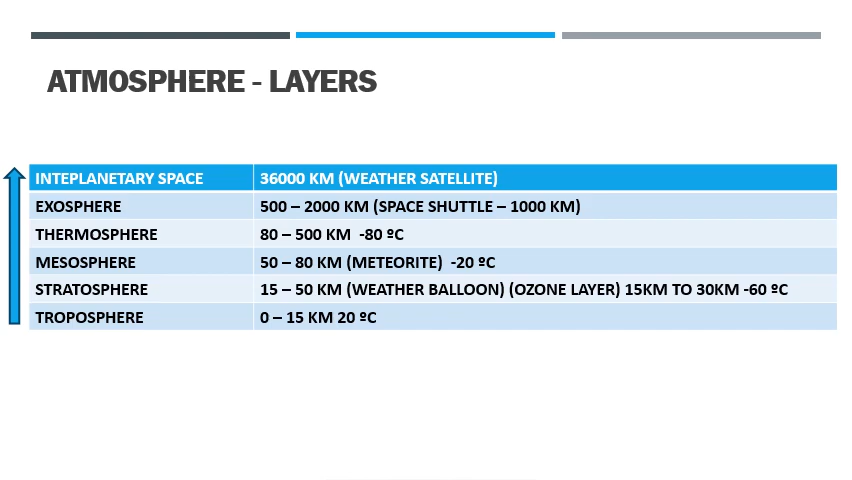 ATMOSPHERE - LAYERS
INTEPLANETARY SPACE 36000 KM (WEATHER SATELLITE)
EXOSPHERE 500 – 2000 KM (SPACE SHUTTLE – 1000 KM)
THERMOSPHERE 80 – 500 KM -80 ºC
MESOSPHERE 50 – 80 KM (METEORITE) -20 ºC
STRATOSPHERE 15 – 50 KM (WEATHER BALLOON) (OZONE LAYER) 15KM TO 30KM -60 ºC
TROPOSPHERE 0 – 15 KM 20 ºC